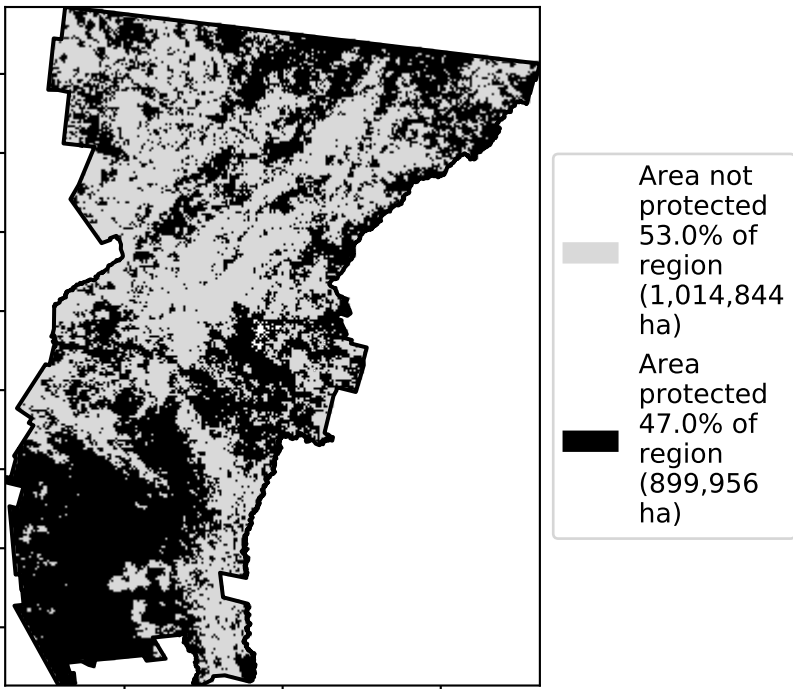 Area not
protected
53.0% of
region
(1,014,844
ha)
Area
protected
47.0% of
region
(899,956
ha)